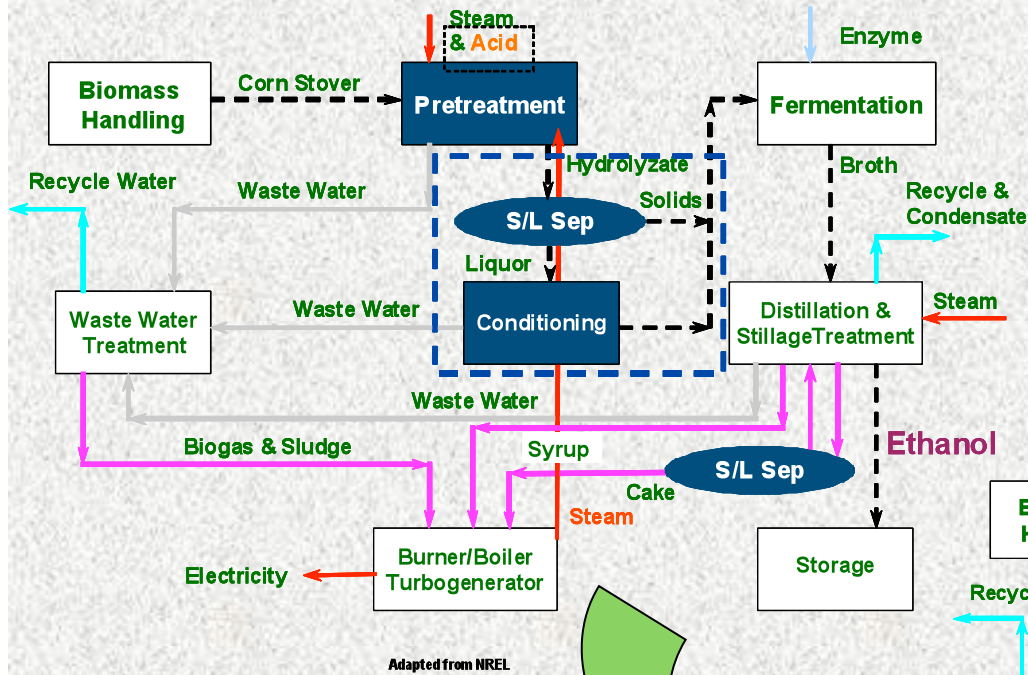 Steam
& Acid
Enzyme
Biomass
Handling
Corn Stover
Pretreatment
Fermentation
Hydrolyzate
Broth
Recycle Water
Waste Water
S/L Sep
Solids
Recycle &
Condensate
Liquor
Waste Water
Treatment
Waste Water
Conditioning
Distillation &
StillageTreatment
Steam
Waste Water
Biogas & Sludge
Syrup
Ethanol
S/L Sep
Cake
Steam
Burner/Boiler
Turbogenerator
Electricity
Storage
Adapted from NREL